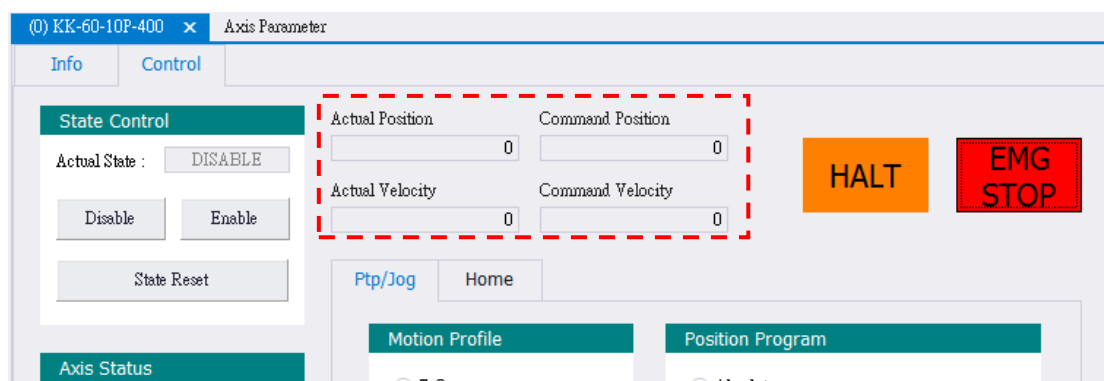 (0) KK-60-10P-400 × Axis Parameter
Info Control
State Control
Actual State : DISABLE
Disable Enable
State Reset
Axis Status
Actual Position Command Position
0 0
Actual Velocity Command Velocity
0 0
HALT
EMG
STOP
Ptp/Jog Home
Motion Profile Position Program